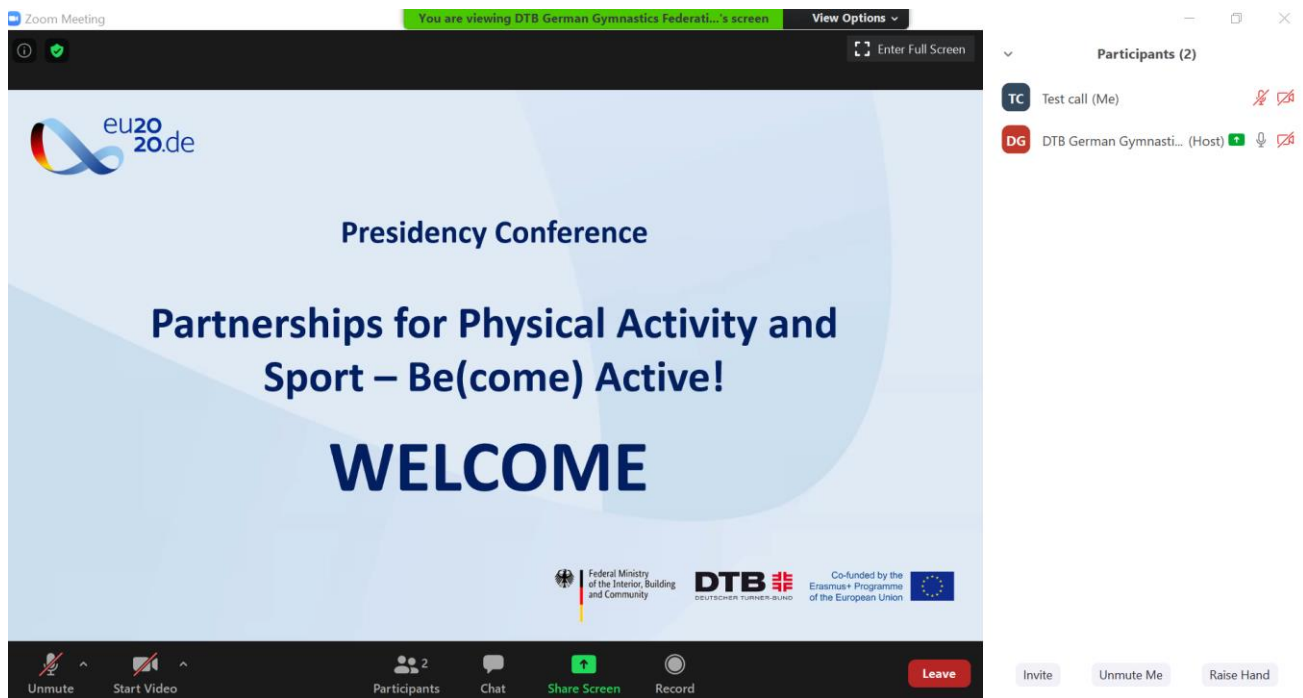 Zoom Meeting
You are viewing DTB German Gymnastics Federati...'s screen
View Options
Enter Full Screen
eu20
20.de
Presidency Conference
Partnerships for Physical Activity and
Sport – Be(come) Active!
WELCOME
Federal Ministry
of the Interior, Building
and Community
DTB
DEUTSCHER TURNER-BUND
Co-funded by the
Erasmus+ Programme
of the European Union
Unmute
Start Video
2
Participants
Chat
Share Screen
Record
Leave
Participants (2)
TC Test call (Me)
DG DTB German Gymnasti... (Host)
Invite
Unmute Me
Raise Hand